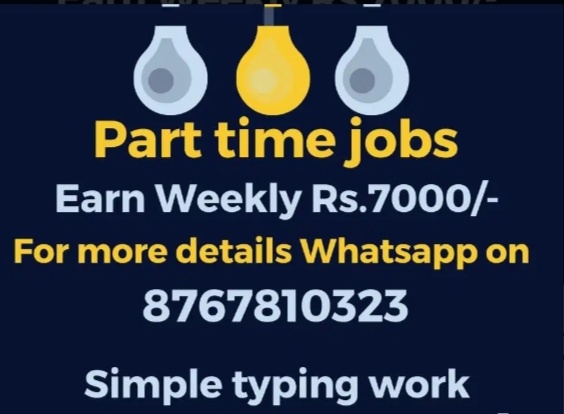 Part time jobs
Earn Weekly Rs.7000/-
For more details Whatsapp on
8767810323
Simple typing work